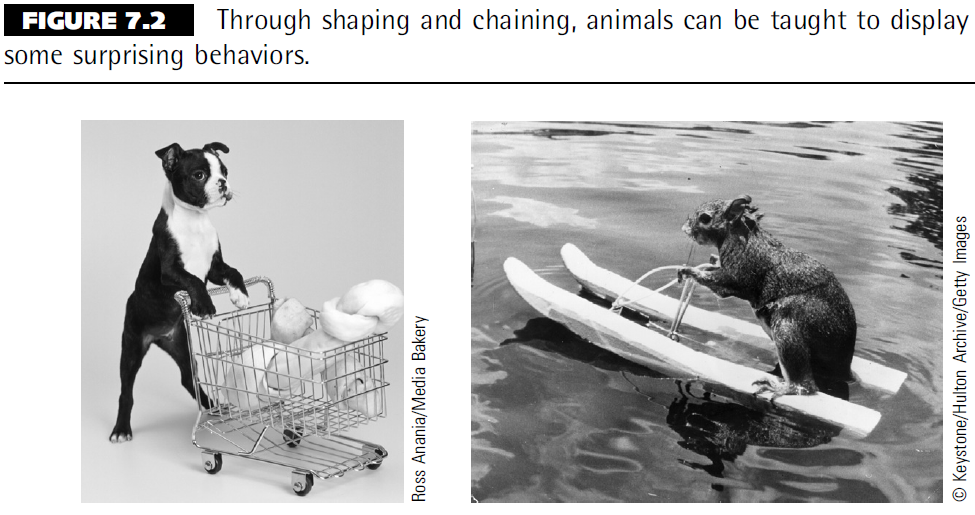 FIGURE 7.2 Through shaping and chaining, animals can be taught to display
some surprising behaviors.
Ross Anania/Media Bakery
© Keystone/Hulton Archive/Getty Images